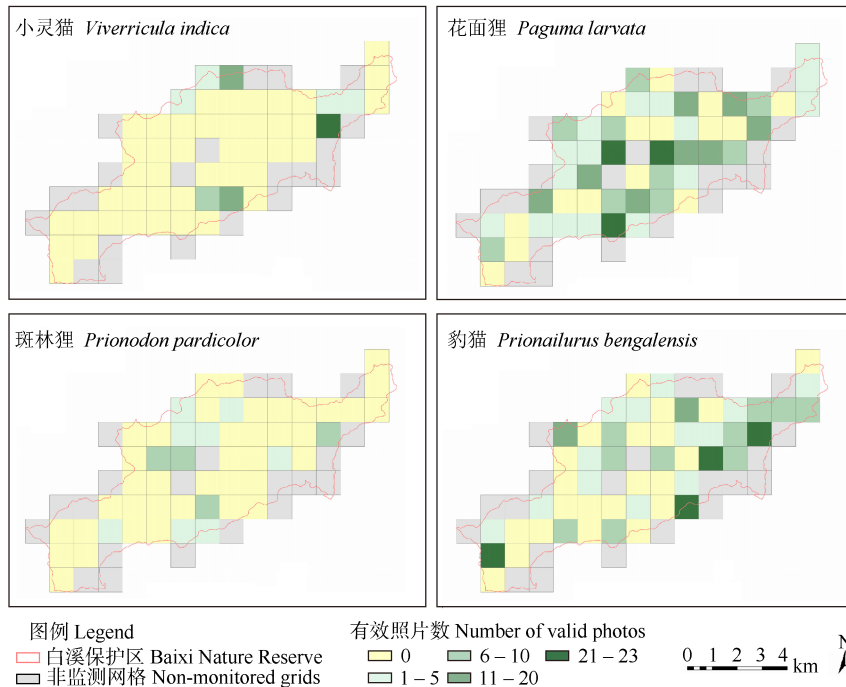 小灵猫 Viverricula indica
花面狸 Paguma larvata
斑林狸 Prionodon pardicolor
豹猫 Prionailurus bengalensis
图例 Legend
白溪保护区 Baixi Nature Reserve
非监测网格 Non-monitored grids
有效照片数 Number of valid photos
0
6 – 10
21 – 23
1 – 5
11 – 20
0 1 2 3 4
km
N